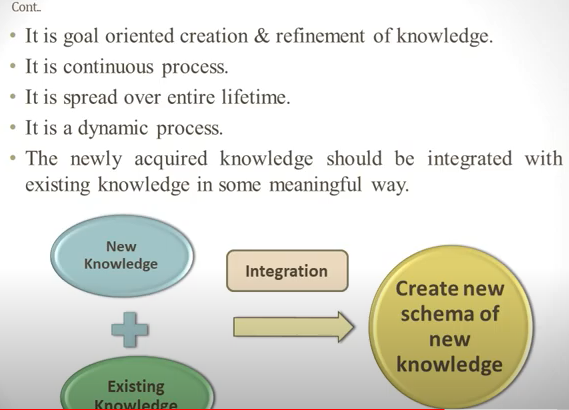 Cont..
• It is goal oriented creation & refinement of knowledge.
• It is continuous process.
• It is spread over entire lifetime.
• It is a dynamic process.
• The newly acquired knowledge should be integrated with
existing knowledge in some meaningful way.
New
Knowledge
Integration
Create new
schema of
new
knowledge
Existing
Knowledge